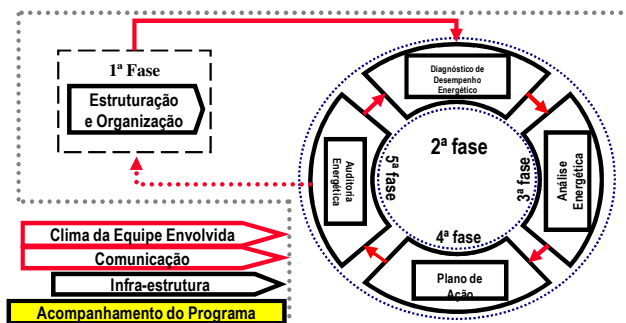 1ª Fase
Estruturação
e Organização
Diagnóstico de
Desempenho
Energético
2ª fase
3ª fase
Análise
Energética
4ª fase
Plano de
Ação
5ª fase
Auditoria
Energética
Clima da Equipe Envolvida
Comunicação
Infra-estrutura
Acompanhamento do Programa